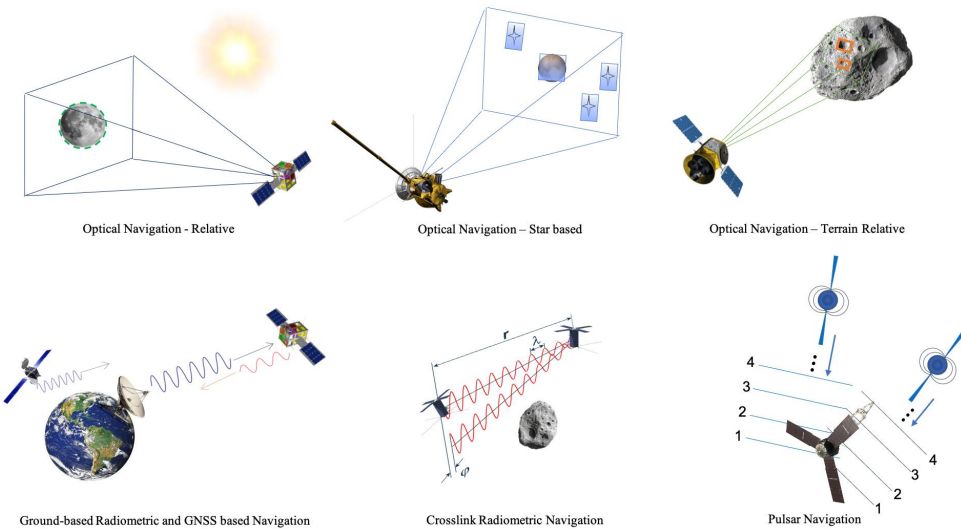 Optical Navigation - Relative
Optical Navigation – Star based
Optical Navigation – Terrain Relative
r
λ
φ
4
3
2
1
4
3
2
1
Ground-based Radiometric and GNSS based Navigation
Crosslink Radiometric Navigation
Pulsar Navigation